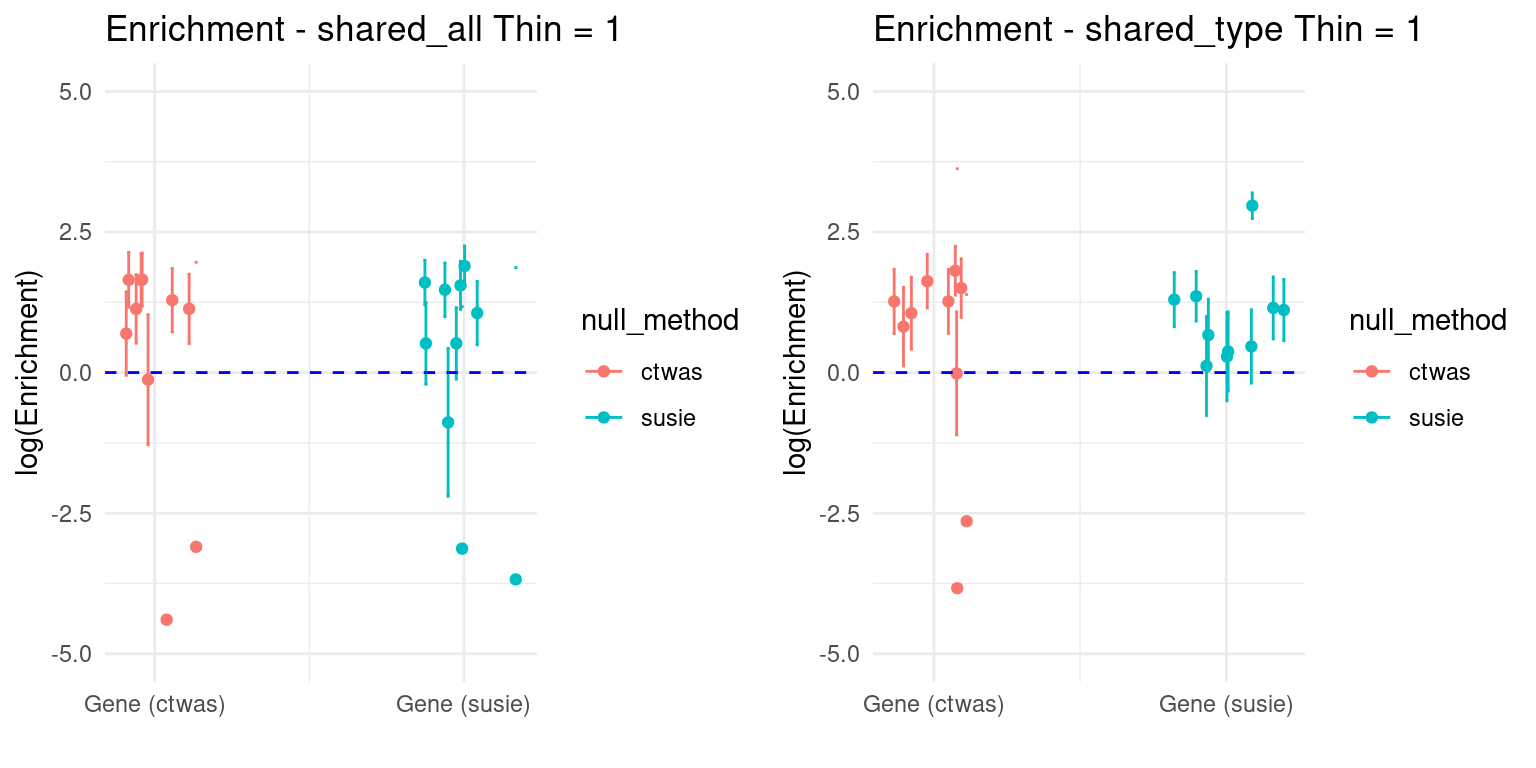 Enrichment - shared_all Thin = 1
log(Enrichment)
5.0
2.5
0.0
-2.5
-5.0
Gene (ctwas)
Gene (susie)
null_method
ctwas
susie
Enrichment - shared_type Thin = 1
log(Enrichment)
5.0
2.5
0.0
-2.5
-5.0
Gene (ctwas)
Gene (susie)
null_method
ctwas
susie